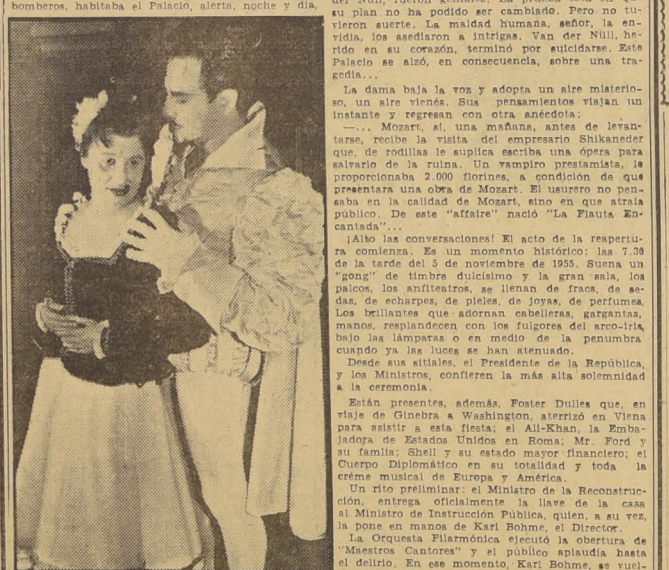 bomberos, habitaba el Palacio, alerta, noche y día,
su plan no ha podido ser cambiado. Pero no tu-
vieron suerte. La maldad humana, señor, la en-
vidia, los asediaron a intrigas. Van der Nüll, he-
rido en su corazón, terminó por suicidarse. Este
Palacio se alzó, en consecuencia, sobre una tra-
gedia...
La dama baja la voz y adopta un aire misterio-
so, un aire vienés. Sus pensamientos viajan un
instante y regresan con otra anécdota:
—... Mozart, sí, una mañana, antes de levan-
tarse, recibe la visita del empresario Shikaneder
que, de rodillas le suplica escriba una ópera para
salvarlo de la ruina. Un vampiro prestamista, le
proporcionaba 2.000 florines, a condición de que
presentara una obra de Mozart. El usurero no pen-
saba en la calidad de Mozart, sino en que atraía
público. De este "affaire" nació "La Flauta En-
cantada"...
¡Alto las conversaciones! El acto de la reapertu-
ra comienza. Es un momento histórico: las 7.30
de la tarde del 5 de noviembre de 1955. Suena un
"gong" de timbre dulcísimo y la gran sala, los
palcos, los anfiteatros, se llenan de fracs, de se-
das, de echarpes, de pieles, de joyas, de perfumes.
Los brillantes que adornan cabelleras, gargantas,
manos, resplandecen con los fulgores del arco-iris,
bajo las lámparas o en medio de la penumbra
cuando ya las luces se han atenuado.
Desde sus sitiales, el Presidente de la República,
y los Ministros, confieren la más alta solemnidad
a la ceremonia.
Están presentes, además, Foster Dulles que, en
viaje de Ginebra a Washington, aterrizó en Viena
para asistir a esta fiesta; el Alí-Khan, la Emba-
jadora de Estados Unidos en Roma; Mr. Ford y
su familia; Shell y su estado mayor financiero; el
Cuerpo Diplomático en su totalidad y toda la
créme musical de Europa y América.
Un rito preliminar: el Ministro de la Reconstruc-
ción, entrega oficialmente la llave de la casa
al Ministro de Instrucción Pública, quien, a su vez,
la pone en manos de Karl Bohme, el Director.
La Orquesta Filarmónica ejecutó la obertura de
"Maestros Cantores" y el público aplaudía hasta
el delirio. En ese momento, Karl Bohme, se vuel-